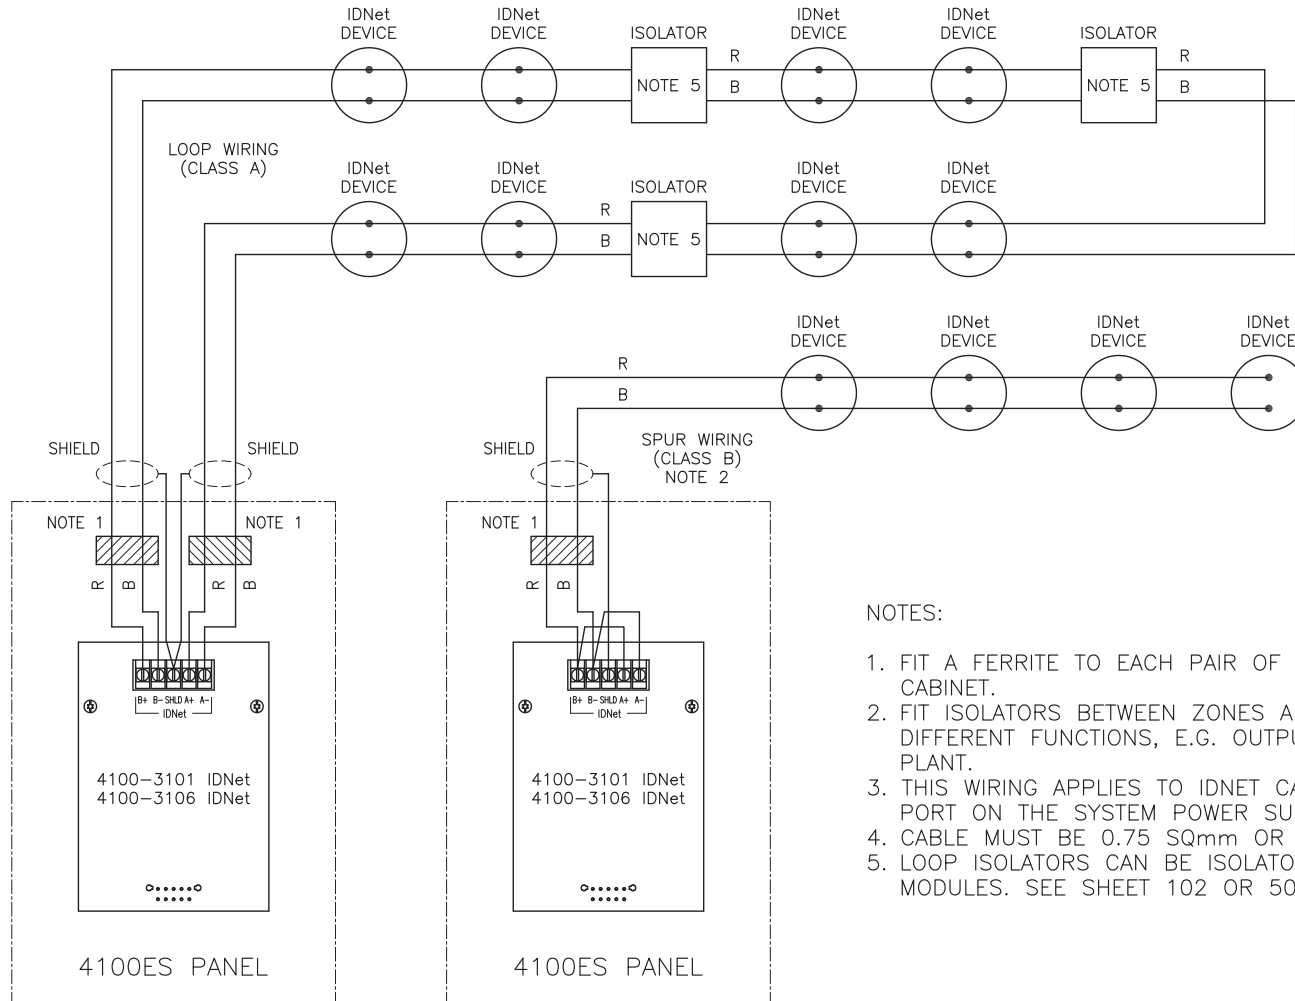 IDNet
DEVICE
IDNet
DEVICE
ISOLATOR
NOTE 5
R
B
IDNet
DEVICE
IDNet
DEVICE
ISOLATOR
NOTE 5
R
B
LOOP WIRING
(CLASS A)
IDNet
DEVICE
IDNet
DEVICE
R
B
ISOLATOR
NOTE 5
IDNet
DEVICE
IDNet
DEVICE
R
B
IDNet
DEVICE
IDNet
DEVICE
IDNet
DEVICE
IDNet
DEVICE
SPUR WIRING
(CLASS B)
NOTE 2
SHIELD
SHIELD
NOTE 1
NOTE 1
R
B
R
B
B+ B- SHLD A+ A-
IDNet
4100-3101 IDNet
4100-3106 IDNet
4100ES PANEL
SHIELD
NOTE 1
R
B
B+ B- SHLD A+ A-
IDNet
4100-3101 IDNet
4100-3106 IDNet
4100ES PANEL
NOTES:
1. FIT A FERRITE TO EACH PAIR OF
CABINET.
2. FIT ISOLATORS BETWEEN ZONES A
DIFFERENT FUNCTIONS, E.G. OUTPU
PLANT.
3. THIS WIRING APPLIES TO IDNET CA
PORT ON THE SYSTEM POWER SU
4. CABLE MUST BE 0.75 SQmm OR
5. LOOP ISOLATORS CAN BE ISOLATO
MODULES. SEE SHEET 102 OR 50